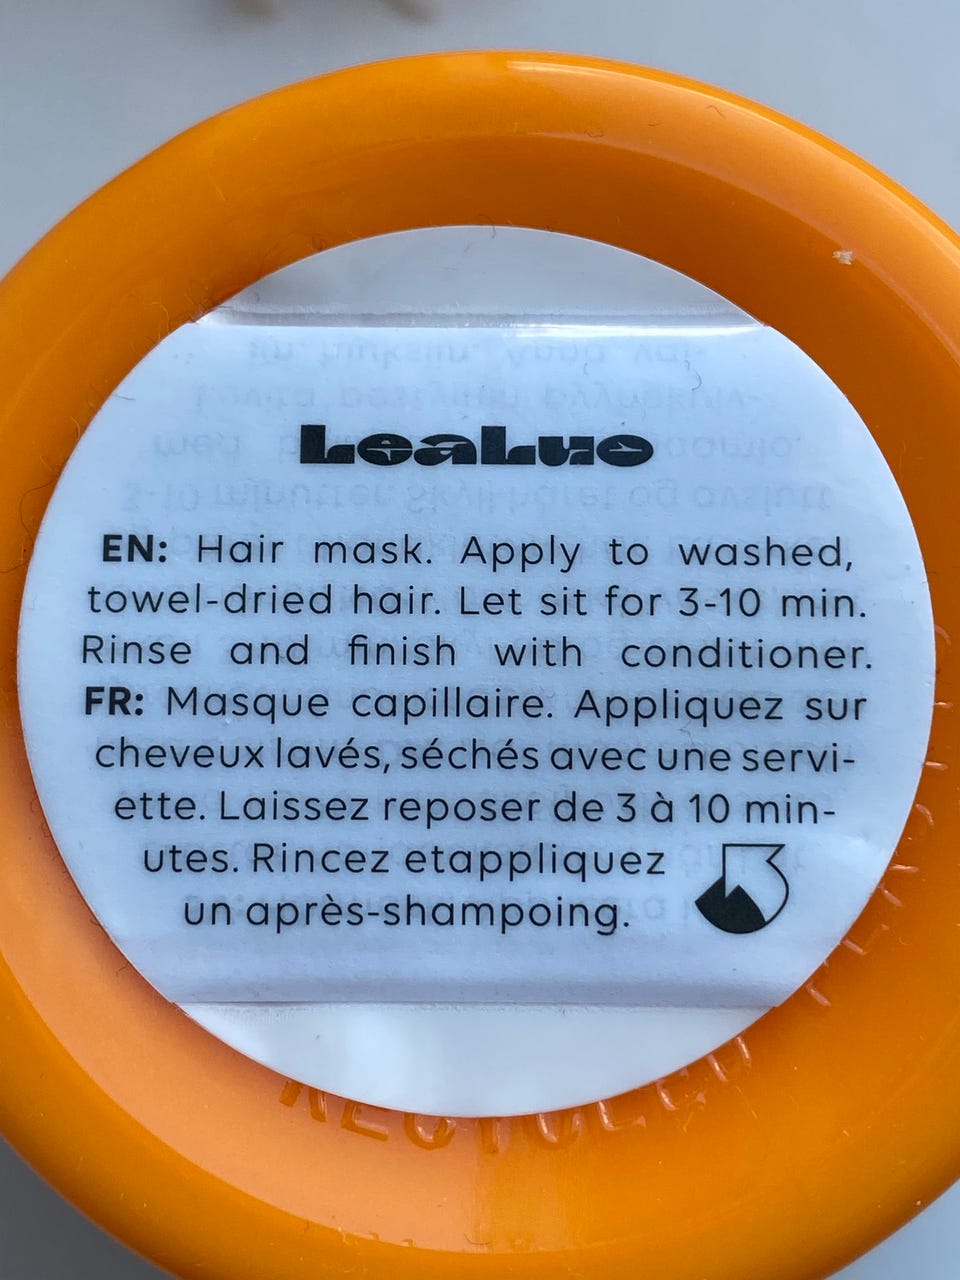 LeaLuo
EN: Hair mask. Apply to washed,
towel-dried hair. Let sit for 3-10 min.
Rinse and finish with conditioner.
FR: Masque capillaire. Appliquez sur
cheveux lavés, séchés avec une servi-
ette. Laissez reposer de 3 à 10 min-
utes. Rincez etappliquez
un après-shampoing.
RECYCLED